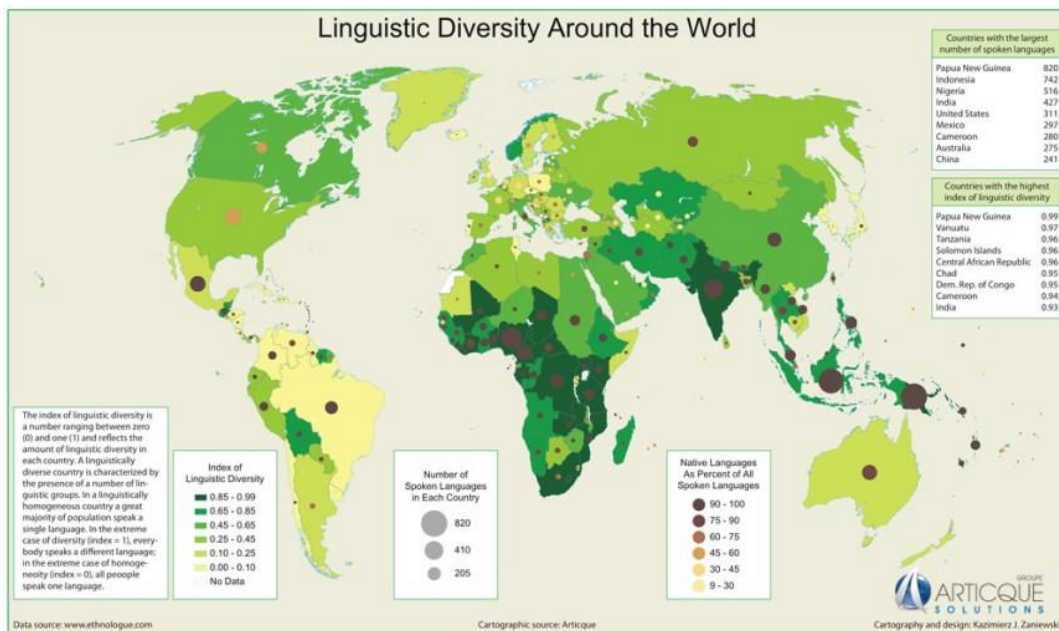 Linguistic Diversity Around the World
Countries with the largest
number of spoken languages
Papua New Guinea 820
Indonesia 742
Nigeria 516
India 427
United States 311
Mexico 297
Cameroon 280
Australia 275
China 241
Countries with the highest
index of linguistic diversity
Papua New Guinea 0.99
Vanuatu 0.97
Tanzania 0.96
Solomon Islands 0.96
Central African Republic 0.96
Chad 0.95
Dem. Rep. of Congo 0.95
Cameroon 0.94
India 0.93
The index of linguistic diversity is
a number ranging between zero
(0) and one (1) and reflects the
amount of linguistic diversity in
each country. A linguistically
diverse country is characterized by
the presence of a number of lin-
guistic groups. In a linguistically
homogeneous country a great
majority of population speak a
single language. In the extreme
case of diversity (index = 1), every-
body speaks a different language;
in the extreme case of homoge-
neity (index = 0), all peoople
speak one language.
Index of
Linguistic Diversity
0.85 - 0.99
0.65 - 0.85
0.45 - 0.65
0.25 - 0.45
0.10 - 0.25
0.00 - 0.10
No Data
Number of
Spoken Languages
in Each Country
820
410
205
Native Languages
As Percent of All
Spoken Languages
90 - 100
75 - 90
60 - 75
45 - 60
30 - 45
9 - 30
GROUPE
ARTICQUE
SOLUTIONS
Data source: www.ethnologue.com
Cartographic source: Articque
Cartography and design: Kazimierz J. Zaniewski